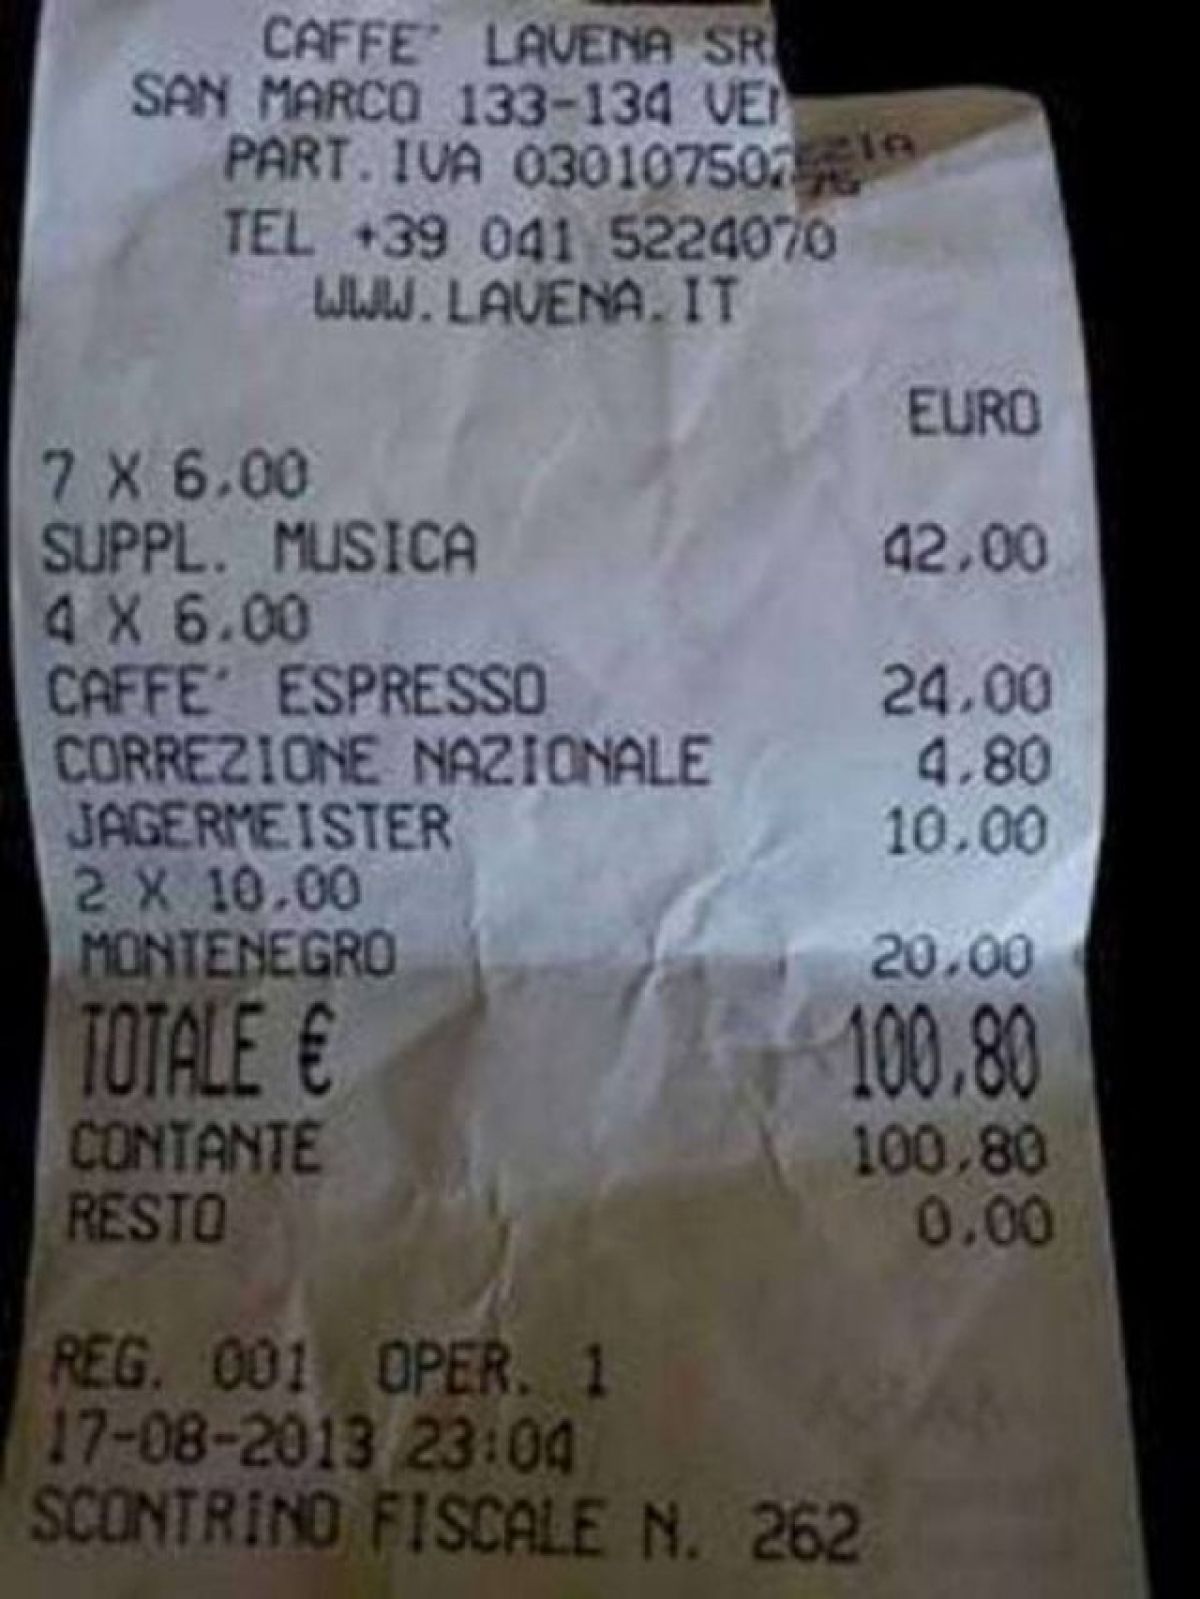 CAFFE' LAVENA SR
SAN MARCO 133-134 VENEZIA
PART.IVA 03010750275
TEL +39 041 5224070
WWW.LAVENA.IT
EURO
7 X 6,00
SUPPL. MUSICA 42,00
4 X 6,00
CAFFE' ESPRESSO 24,00
CORREZIONE NAZIONALE 4,80
JAGERMEISTER 10,00
2 X 10,00
MONTENEGRO 20,00
TOTALE € 100,80
CONTANTE 100,80
RESTO 0,00
REG. 001 OPER. 1
17-08-2013 23:04
SCONTRINO FISCALE N. 262